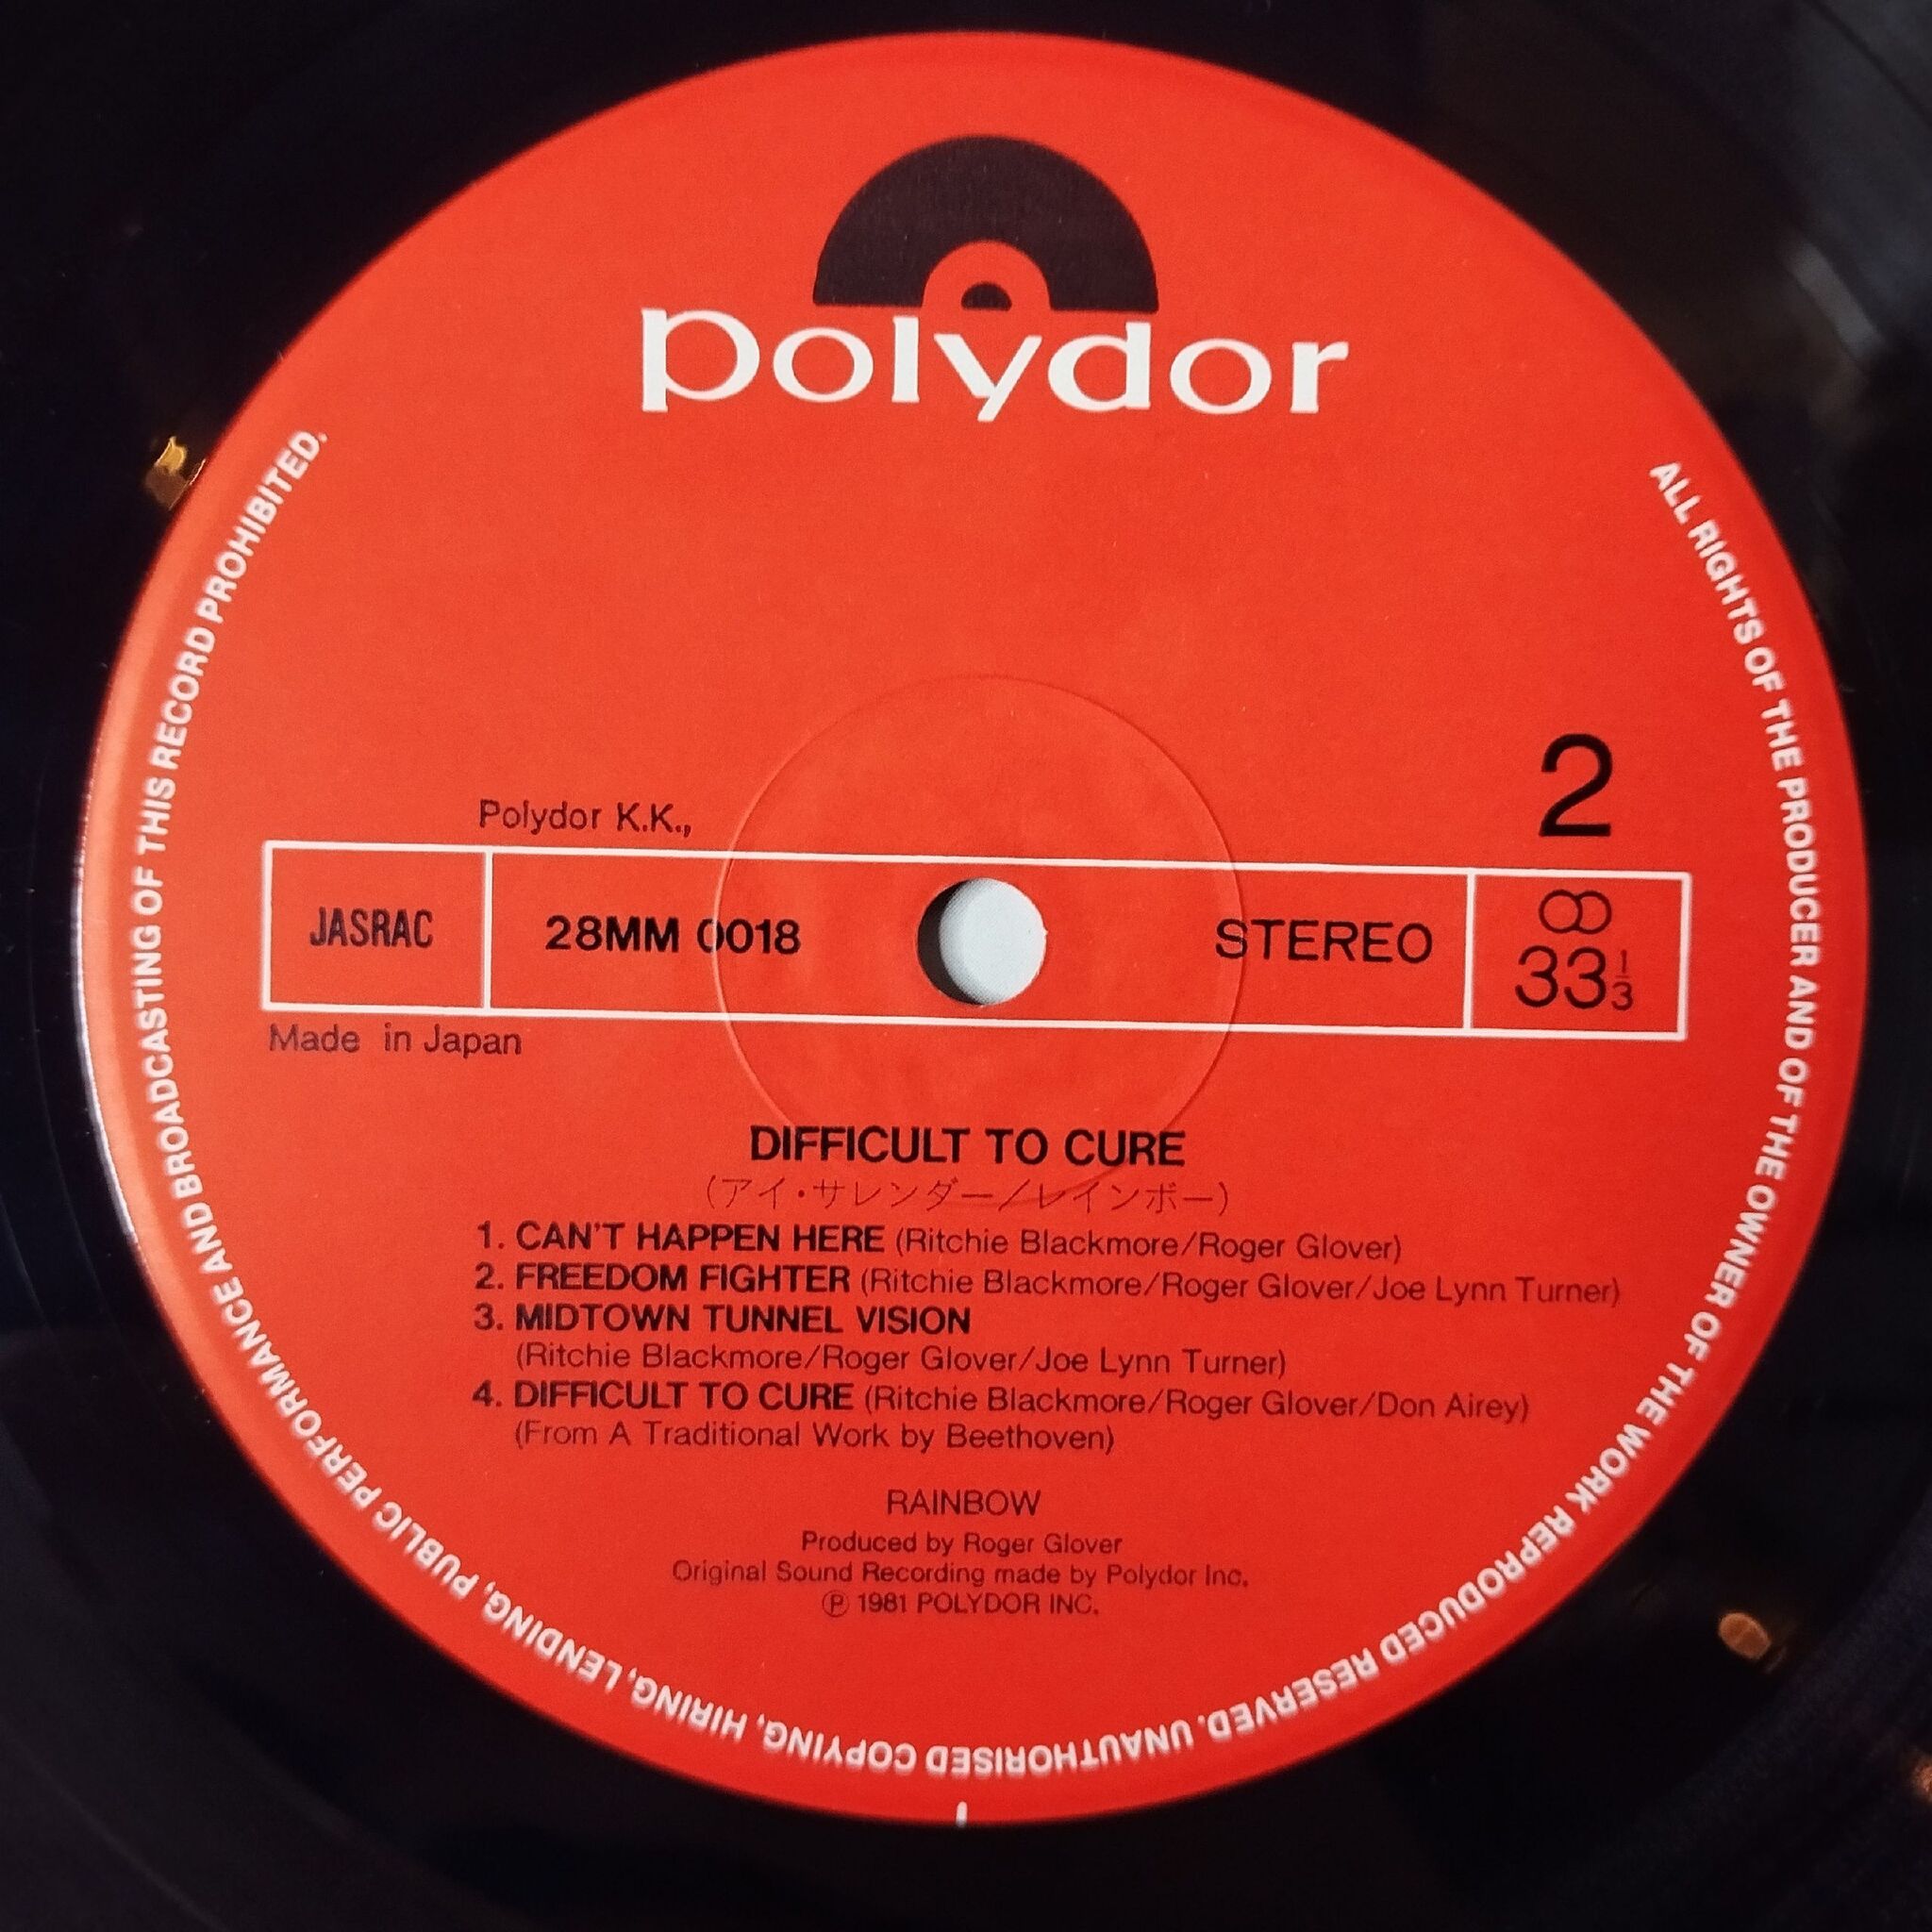 polydor
ALL RIGHTS OF THE PRODUCER AND OF THE OWNER OF THE WORK REPRODUCED RESERVED. UNAUTHORISED COPYING, HIRING, LENDING, PUBLIC PERFORMANCE AND BROADCASTING OF THIS RECORD PROHIBITED.
2
Polydor K.K.,
JASRAC 28MM 0018 STEREO 33 1/3
Made in Japan
DIFFICULT TO CURE
(アイ・サレンダー/レインボー)
1. CAN'T HAPPEN HERE (Ritchie Blackmore/Roger Glover)
2. FREEDOM FIGHTER (Ritchie Blackmore/Roger Glover/Joe Lynn Turner)
3. MIDTOWN TUNNEL VISION
(Ritchie Blackmore/Roger Glover/Joe Lynn Turner)
4. DIFFICULT TO CURE (Ritchie Blackmore/Roger Glover/Don Airey)
(From A Traditional Work by Beethoven)
RAINBOW
Produced by Roger Glover
Original Sound Recording made by Polydor Inc.
℗ 1981 POLYDOR INC.